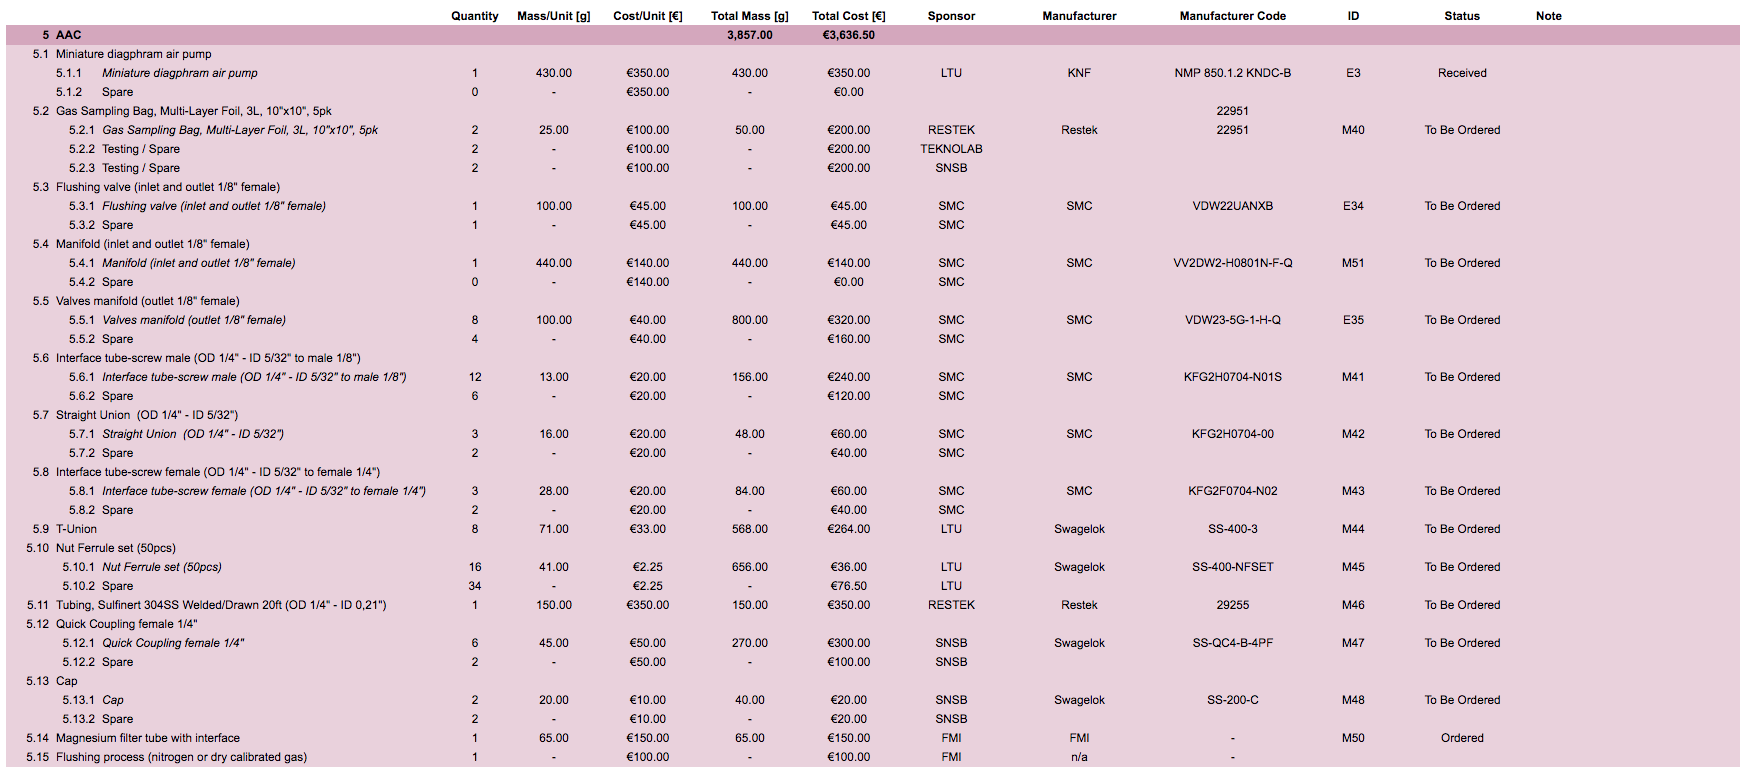 Quantity Mass/Unit [g] Cost/Unit [€] Total Mass [g] Total Cost [€] Sponsor Manufacturer Manufacturer Code ID Status Note
5 AAC 3,857.00 €3,636.50
5.1 Miniature diagphram air pump
5.1.1 Miniature diagphram air pump 1 430.00 €350.00 430.00 €350.00 LTU KNF NMP 850.1.2 KNDC-B E3 Received
5.1.2 Spare 0 - €350.00 - €0.00
5.2 Gas Sampling Bag, Multi-Layer Foil, 3L, 10"x10", 5pk 22951
5.2.1 Gas Sampling Bag, Multi-Layer Foil, 3L, 10"x10", 5pk 2 25.00 €100.00 50.00 €200.00 RESTEK Restek 22951 M40 To Be Ordered
5.2.2 Testing / Spare 2 - €100.00 - €200.00 TEKNOLAB
5.2.3 Testing / Spare 2 - €100.00 - €200.00 SNSB
5.3 Flushing valve (inlet and outlet 1/8" female)
5.3.1 Flushing valve (inlet and outlet 1/8" female) 1 100.00 €45.00 100.00 €45.00 SMC SMC VDW22UANXB E34 To Be Ordered
5.3.2 Spare 1 - €45.00 - €45.00 SMC
5.4 Manifold (inlet and outlet 1/8" female)
5.4.1 Manifold (inlet and outlet 1/8" female) 1 440.00 €140.00 440.00 €140.00 SMC SMC VV2DW2-H0801N-F-Q M51 To Be Ordered
5.4.2 Spare 0 - €140.00 - €0.00 SMC
5.5 Valves manifold (outlet 1/8" female)
5.5.1 Valves manifold (outlet 1/8" female) 8 100.00 €40.00 800.00 €320.00 SMC SMC VDW23-5G-1-H-Q E35 To Be Ordered
5.5.2 Spare 4 - €40.00 - €160.00 SMC
5.6 Interface tube-screw male (OD 1/4" - ID 5/32" to male 1/8")
5.6.1 Interface tube-screw male (OD 1/4" - ID 5/32" to male 1/8") 12 13.00 €20.00 156.00 €240.00 SMC SMC KFG2H0704-N01S M41 To Be Ordered
5.6.2 Spare 6 - €20.00 - €120.00 SMC
5.7 Straight Union (OD 1/4" - ID 5/32")
5.7.1 Straight Union (OD 1/4" - ID 5/32") 3 16.00 €20.00 48.00 €60.00 SMC SMC KFG2H0704-00 M42 To Be Ordered
5.7.2 Spare 2 - €20.00 - €40.00 SMC
5.8 Interface tube-screw female (OD 1/4" - ID 5/32" to female 1/4")
5.8.1 Interface tube-screw female (OD 1/4" - ID 5/32" to female 1/4") 3 28.00 €20.00 84.00 €60.00 SMC SMC KFG2F0704-N02 M43 To Be Ordered
5.8.2 Spare 2 - €20.00 - €40.00 SMC
5.9 T-Union 8 71.00 €33.00 568.00 €264.00 LTU Swagelok SS-400-3 M44 To Be Ordered
5.10 Nut Ferrule set (50pcs)
5.10.1 Nut Ferrule set (50pcs) 16 41.00 €2.25 656.00 €36.00 LTU Swagelok SS-400-NFSET M45 To Be Ordered
5.10.2 Spare 34 - €2.25 - €76.50 LTU
5.11 Tubing, Sulfinert 304SS Welded/Drawn 20ft (OD 1/4" - ID 0,21") 1 150.00 €350.00 150.00 €350.00 RESTEK Restek 29255 M46 To Be Ordered
5.12 Quick Coupling female 1/4"
5.12.1 Quick Coupling female 1/4" 6 45.00 €50.00 270.00 €300.00 SNSB Swagelok SS-QC4-B-4PF M47 To Be Ordered
5.12.2 Spare 2 - €50.00 - €100.00 SNSB
5.13 Cap
5.13.1 Cap 2 20.00 €10.00 40.00 €20.00 SNSB Swagelok SS-200-C M48 To Be Ordered
5.13.2 Spare 2 - €10.00 - €20.00 SNSB
5.14 Magnesium filter tube with interface 1 65.00 €150.00 65.00 €150.00 FMI FMI - M50 Ordered
5.15 Flushing process (nitrogen or dry calibrated gas) 1 - €100.00 - €100.00 FMI n/a -